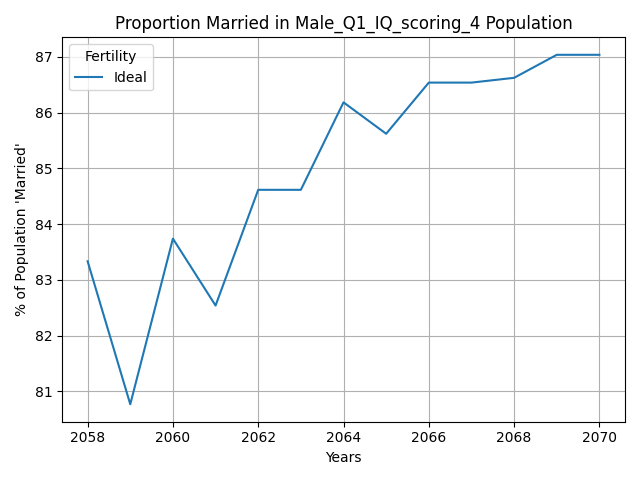 Proportion Married in Male_Q1_IQ_scoring_4 Population
Fertility
Ideal
% of Population 'Married'
87
86
85
84
83
82
81
2058 2060 2062 2064 2066 2068 2070
Years